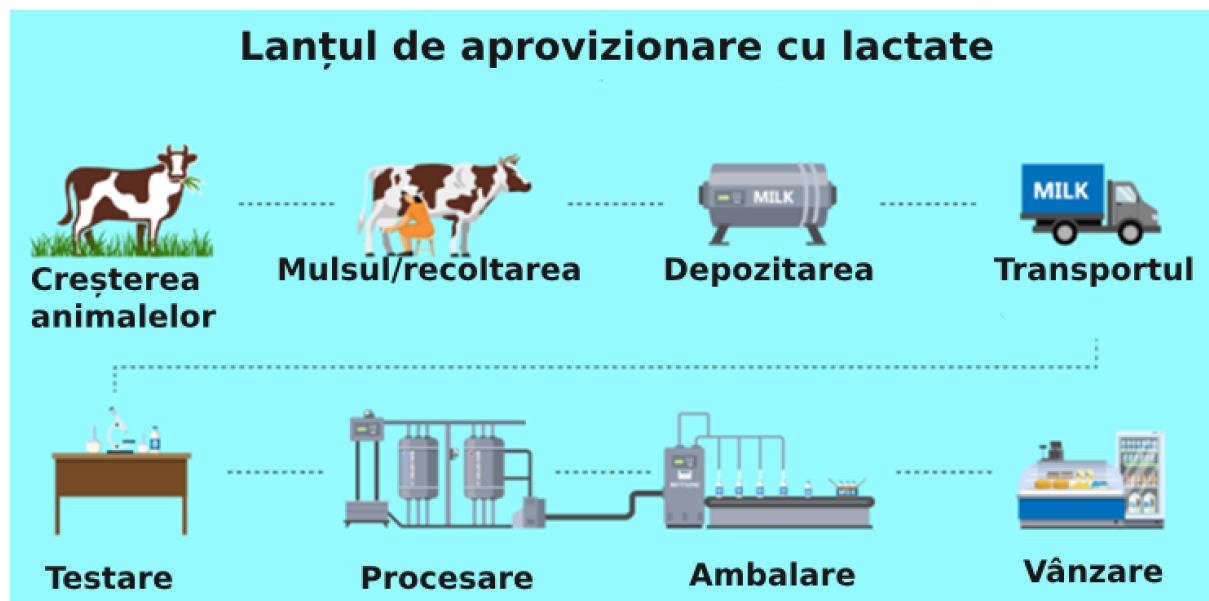 Lanțul de aprovizionare cu lactate
MILK
MILK
Creșterea
animalelor
Mulsul/recoltarea
Depozitarea
Transportul
Testare
Procesare
Ambalare
Vânzare